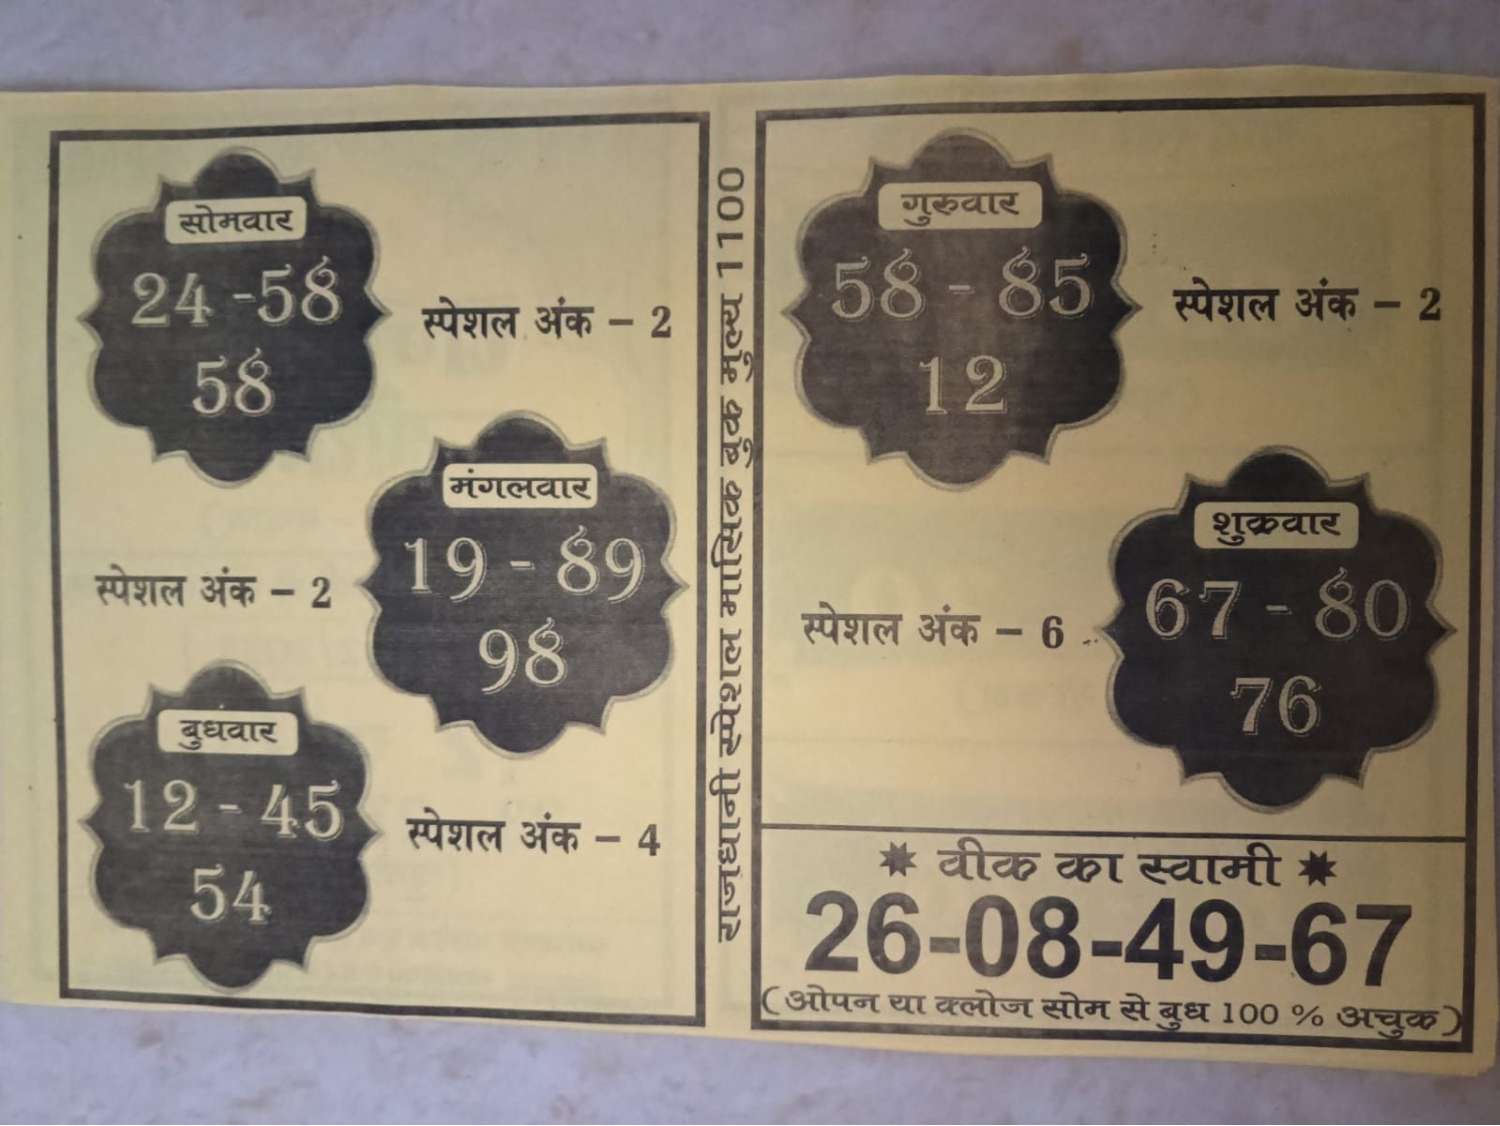 सोमवार
24 - 58
58
स्पेशल अंक - 2
मंगलवार
19 - 89
98
स्पेशल अंक - 2
बुधवार
12 - 45
54
स्पेशल अंक - 4
राजधानी स्पेशल मासिक बुक मुल्य 1100
गुरुवार
58 - 85
12
स्पेशल अंक - 2
शुक्रवार
67 - 80
76
स्पेशल अंक - 6
वीक का स्वामी
26-08-49-67
(ओपन या क्लोज सोम से बुध 100 % अचुक)